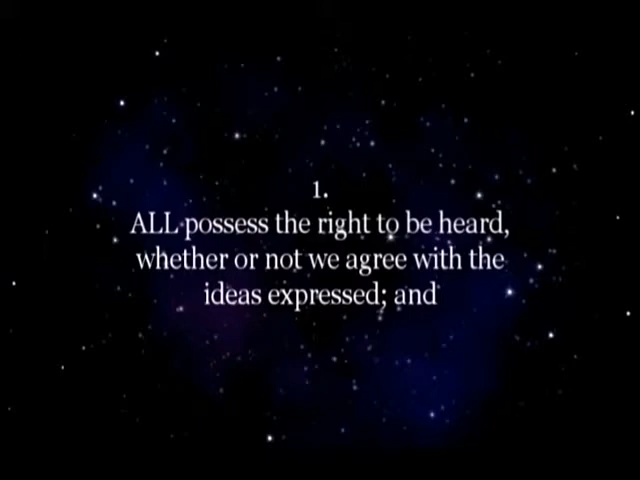 1.
ALL possess the right to be heard,
whether or not we agree with the
ideas expressed; and